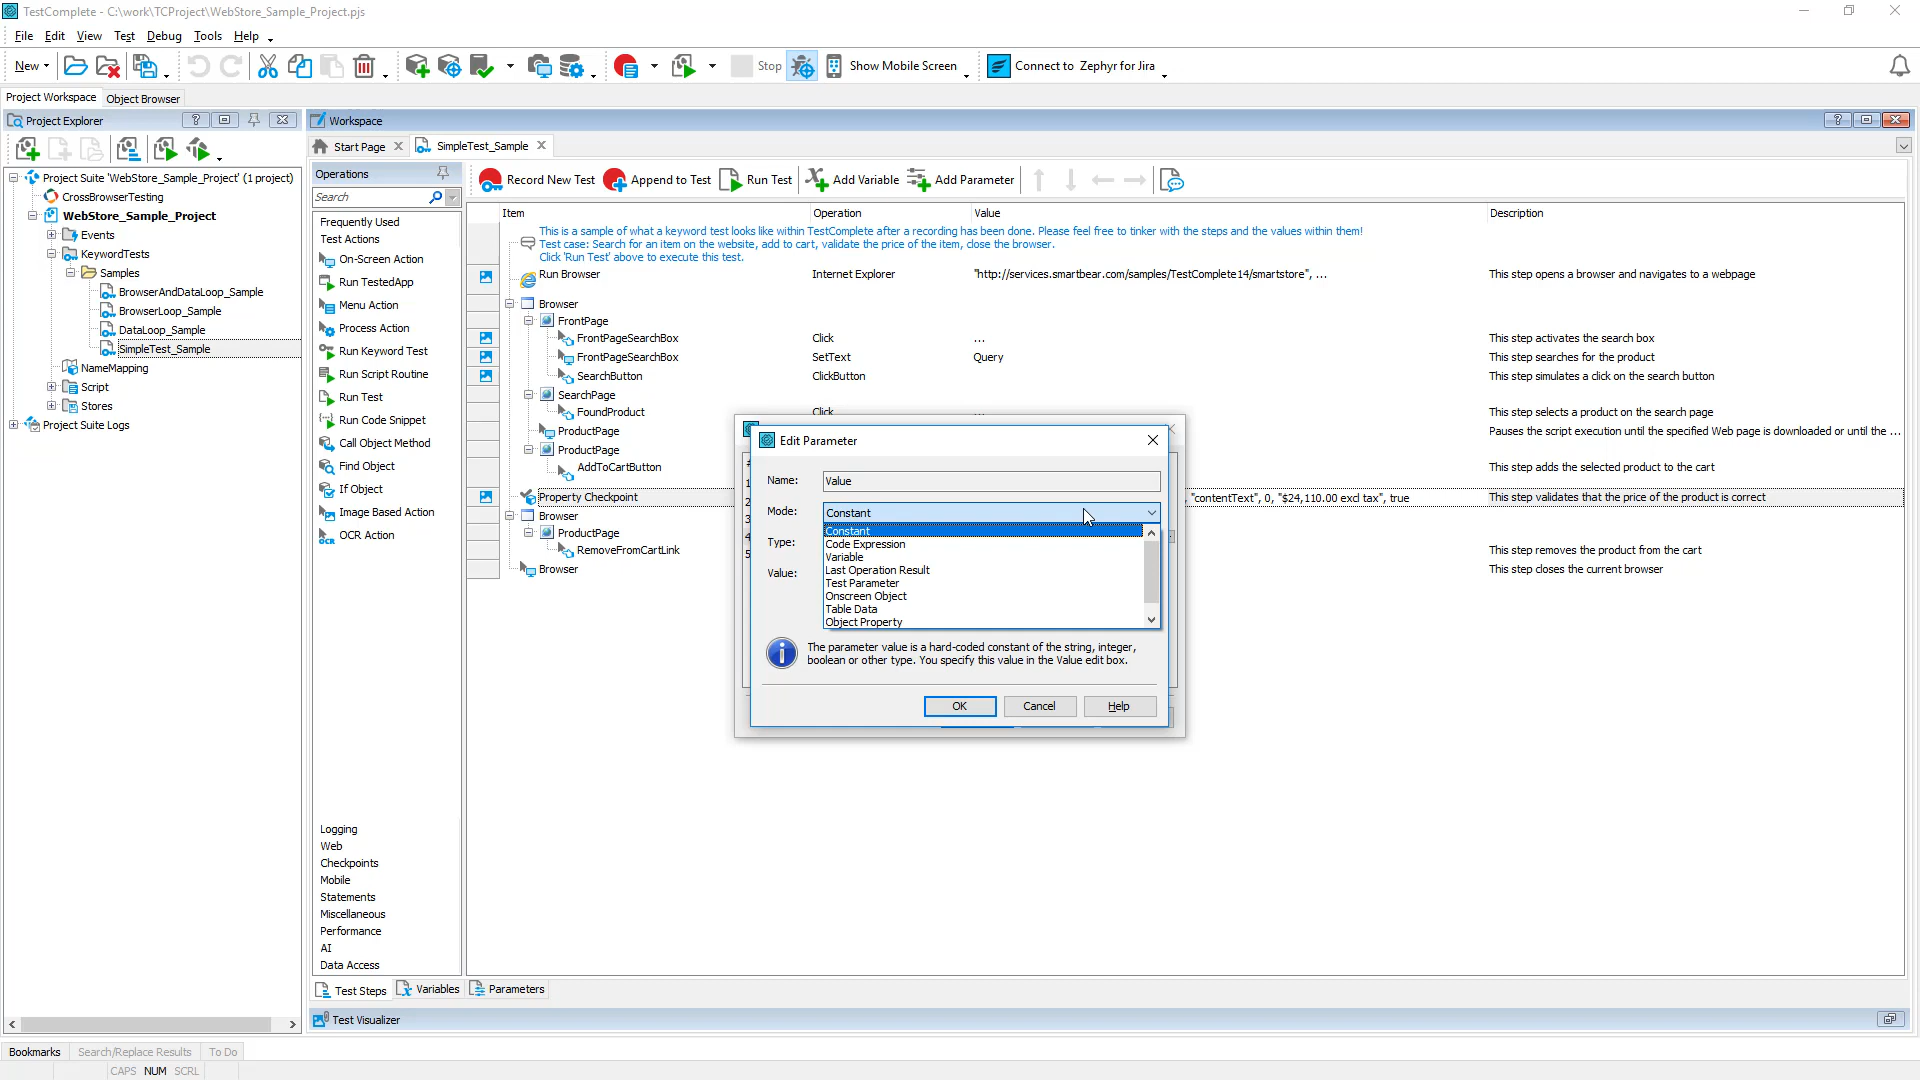 TestComplete - C:\work\TCProject\WebStore_Sample_Project.pjs
File Edit View Test Debug Tools Help
New Stop Show Mobile Screen Connect to Zephyr for Jira
Project Workspace Object Browser
Project Explorer
Workspace
Start Page SimpleTest_Sample
Project Suite 'WebStore_Sample_Project' (1 project)
CrossBrowserTesting
WebStore_Sample_Project
Events
KeywordTests
Samples
BrowserAndDataLoop_Sample
BrowserLoop_Sample
DataLoop_Sample
SimpleTest_Sample
NameMapping
Script
Stores
Project Suite Logs
Operations
Search
Frequently Used
Test Actions
On-Screen Action
Run TestedApp
Menu Action
Process Action
Run Keyword Test
Run Script Routine
Run Test
Run Code Snippet
Call Object Method
Find Object
If Object
Image Based Action
OCR Action
Logging
Web
Checkpoints
Mobile
Statements
Miscellaneous
Performance
AI
Data Access
Record New Test Append to Test Run Test Add Variable Add Parameter
Item Operation Value Description
This is a sample of what a keyword test looks like within TestComplete after a recording has been done. Please feel free to tinker with the steps and the values within them!
Test case: Search for an item on the website, add to cart, validate the price of the item, close the browser.
Click 'Run Test' above to execute this test.
Run Browser Internet Explorer "http://services.smartbear.com/samples/TestComplete14/smartstore", ... This step opens a browser and navigates to a webpage
Browser
FrontPage
FrontPageSearchBox Click ... This step activates the search box
FrontPageSearchBox SetText Query This step searches for the product
SearchButton ClickButton This step simulates a click on the search button
SearchPage
FoundProduct Click ... This step selects a product on the search page
ProductPage Pauses the script execution until the specified Web page is downloaded or until the ...
ProductPage
AddToCartButton This step adds the selected product to the cart
Property Checkpoint , "contentText", 0, "$24,110.00 excl tax", true This step validates that the price of the product is correct
Browser
ProductPage
RemoveFromCartLink This step removes the product from the cart
Browser This step closes the current browser
Edit Parameter
Name: Value
Mode: Constant
Type:
Value:
Constant
Code Expression
Variable
Last Operation Result
Test Parameter
Onscreen Object
Table Data
Object Property
The parameter value is a hard-coded constant of the string, integer,
boolean or other type. You specify this value in the Value edit box.
OK Cancel Help
Test Steps Variables Parameters
Test Visualizer
Bookmarks Search/Replace Results To Do
CAPS NUM SCRL